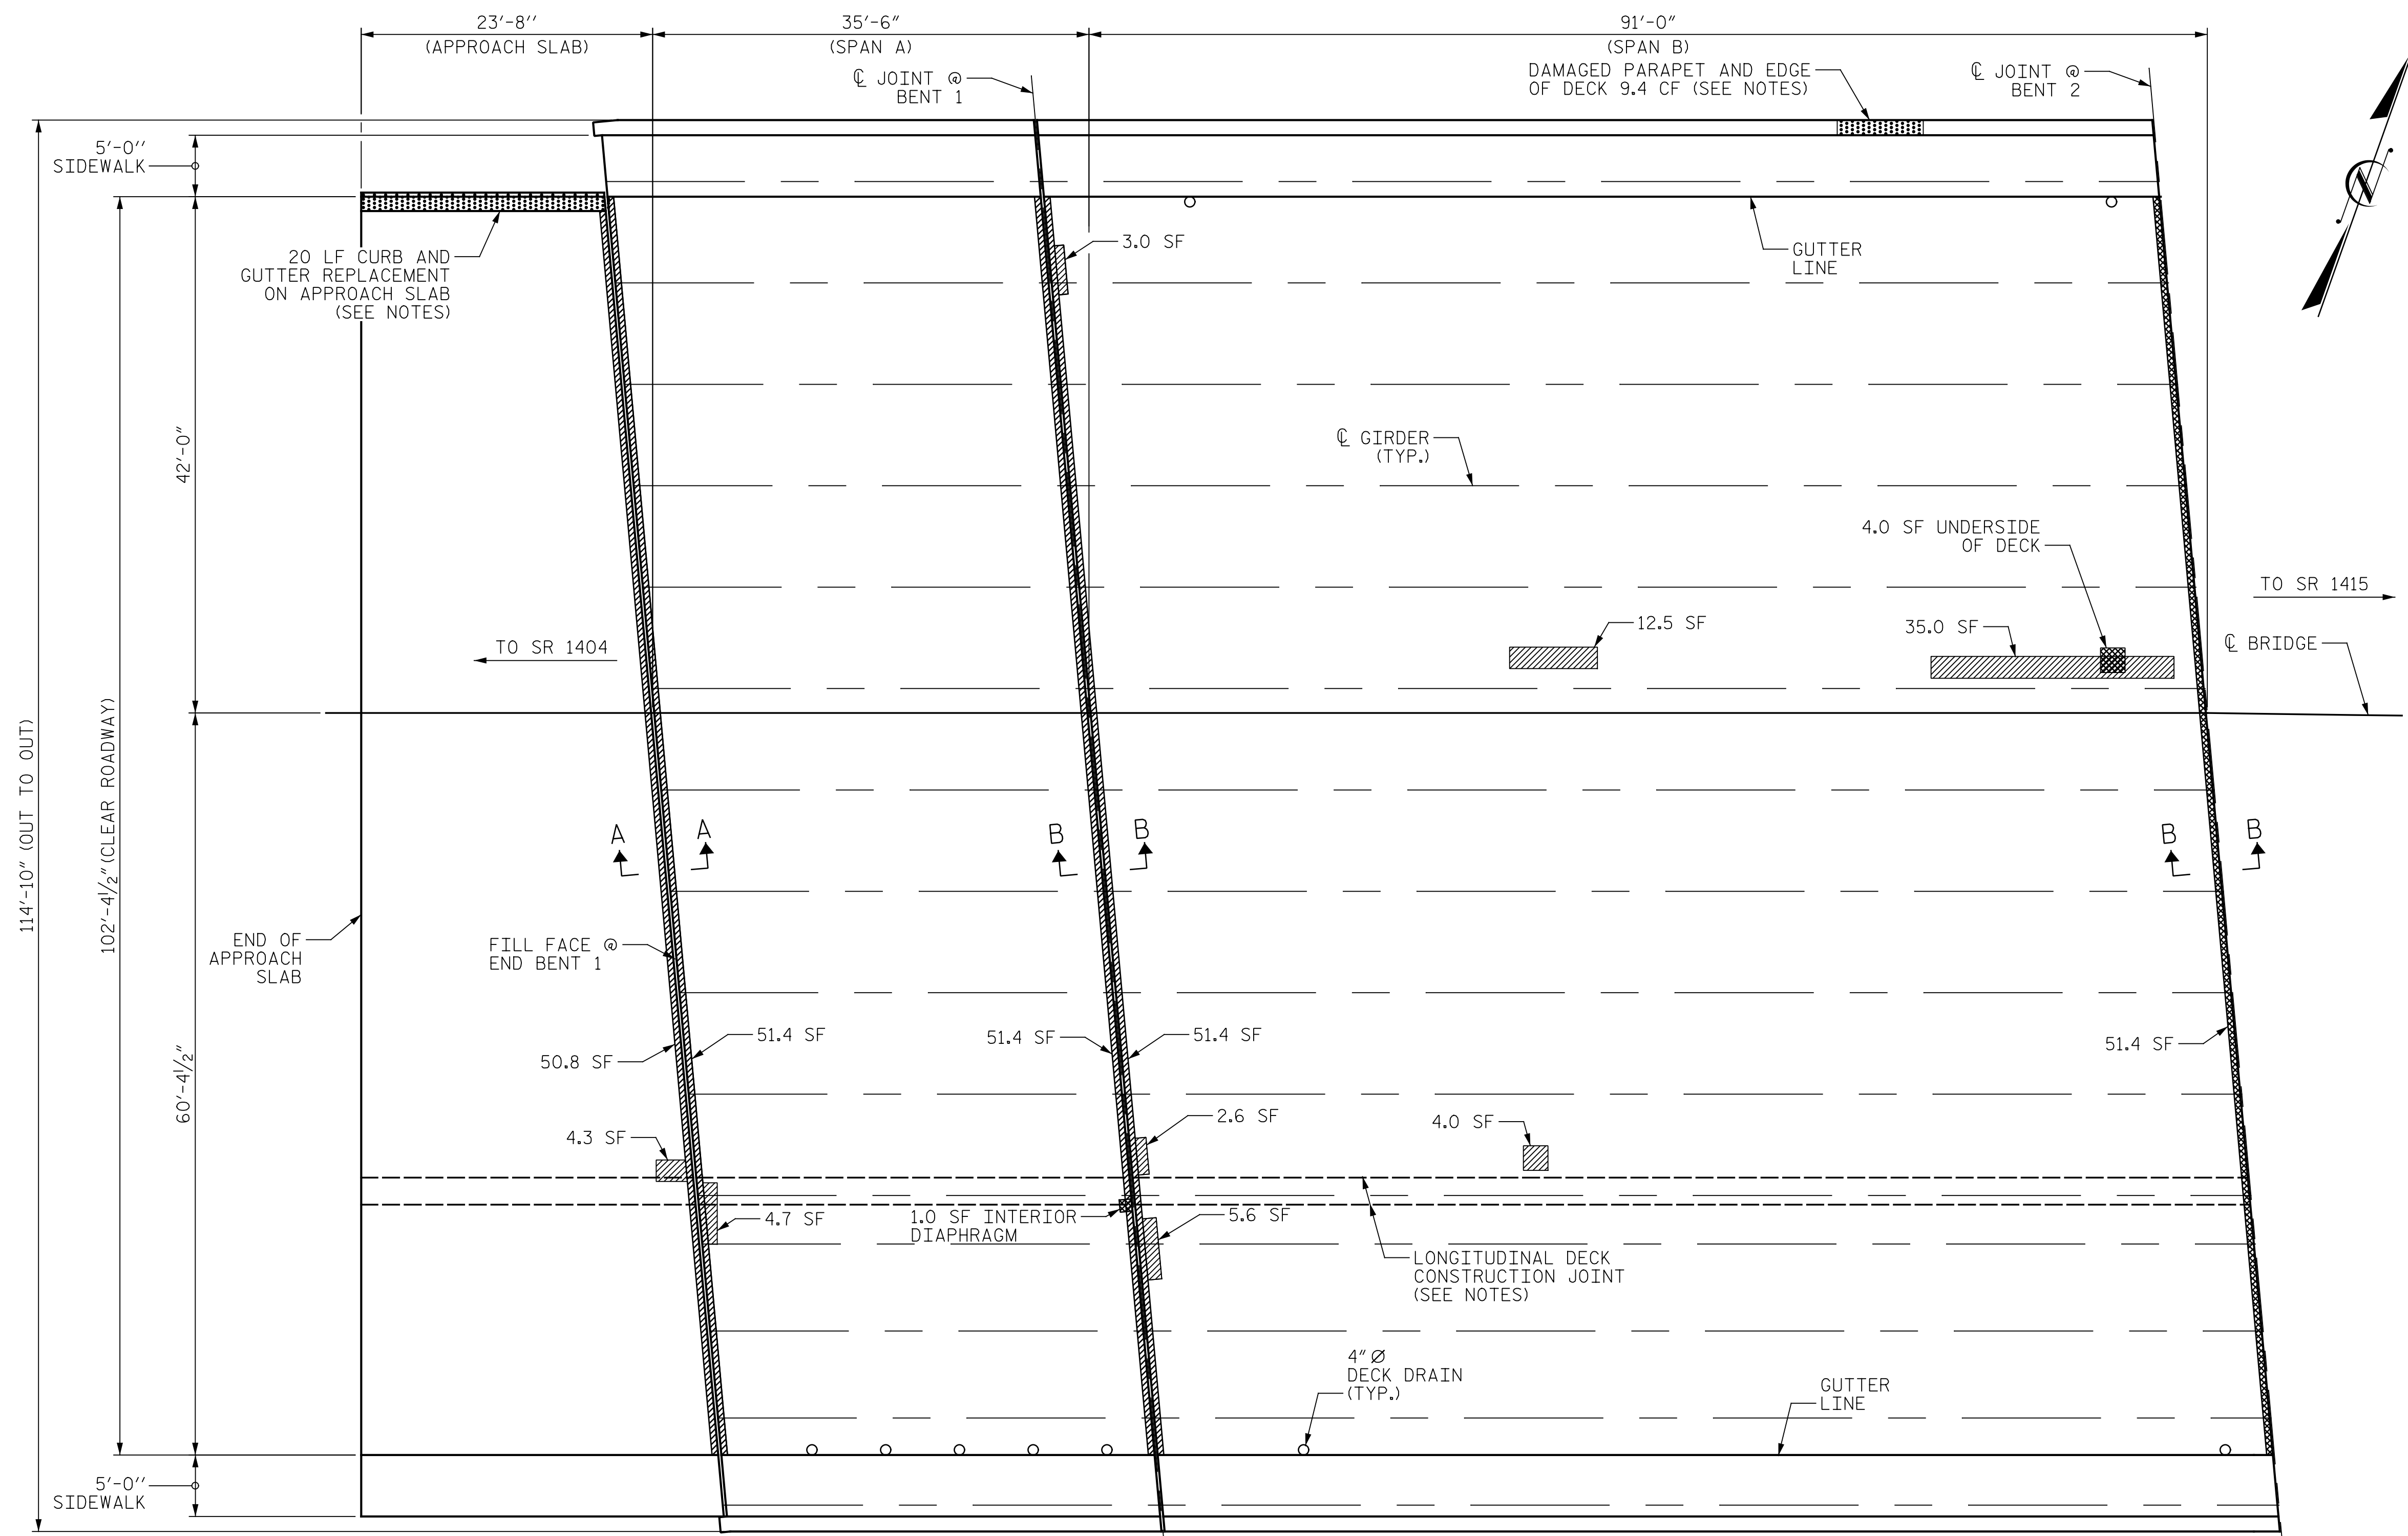 23'-8''
(APPROACH SLAB)
35'-6"
(SPAN A)
91'-0"
(SPAN B)
℄ JOINT @
BENT 1
DAMAGED PARAPET AND EDGE
OF DECK 9.4 CF (SEE NOTES)
℄ JOINT @
BENT 2
5'-0''
SIDEWALK
20 LF CURB AND
GUTTER REPLACEMENT
ON APPROACH SLAB
(SEE NOTES)
3.0 SF
GUTTER
LINE
N
42'-0"
℄ GIRDER
(TYP.)
4.0 SF UNDERSIDE
OF DECK
TO SR 1415
12.5 SF
35.0 SF
℄ BRIDGE
TO SR 1404
114'-10" (OUT TO OUT)
102'-4½" (CLEAR ROADWAY)
A
A
B
B
B
B
END OF
APPROACH
SLAB
FILL FACE @
END BENT 1
60'-4½"
50.8 SF
51.4 SF
51.4 SF
51.4 SF
51.4 SF
4.3 SF
2.6 SF
4.0 SF
4.7 SF
1.0 SF INTERIOR
DIAPHRAGM
5.6 SF
LONGITUDINAL DECK
CONSTRUCTION JOINT
(SEE NOTES)
4" Ø
DECK DRAIN
(TYP.)
GUTTER
LINE
5'-0''
SIDEWALK